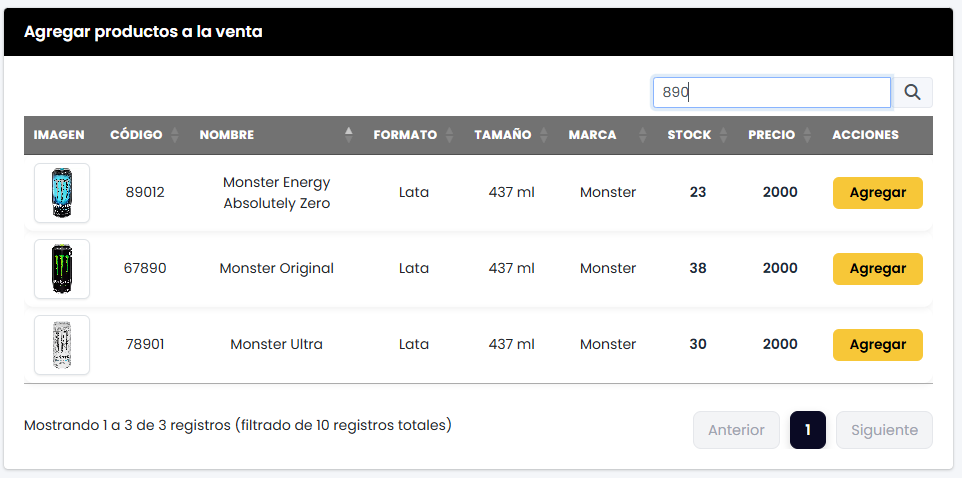 Agregar productos a la venta
890
IMAGEN CÓDIGO NOMBRE FORMATO TAMAÑO MARCA STOCK PRECIO ACCIONES
89012 Monster Energy Absolutely Zero Lata 437 ml Monster 23 2000 Agregar
67890 Monster Original Lata 437 ml Monster 38 2000 Agregar
78901 Monster Ultra Lata 437 ml Monster 30 2000 Agregar
Mostrando 1 a 3 de 3 registros (filtrado de 10 registros totales)
Anterior 1 Siguiente